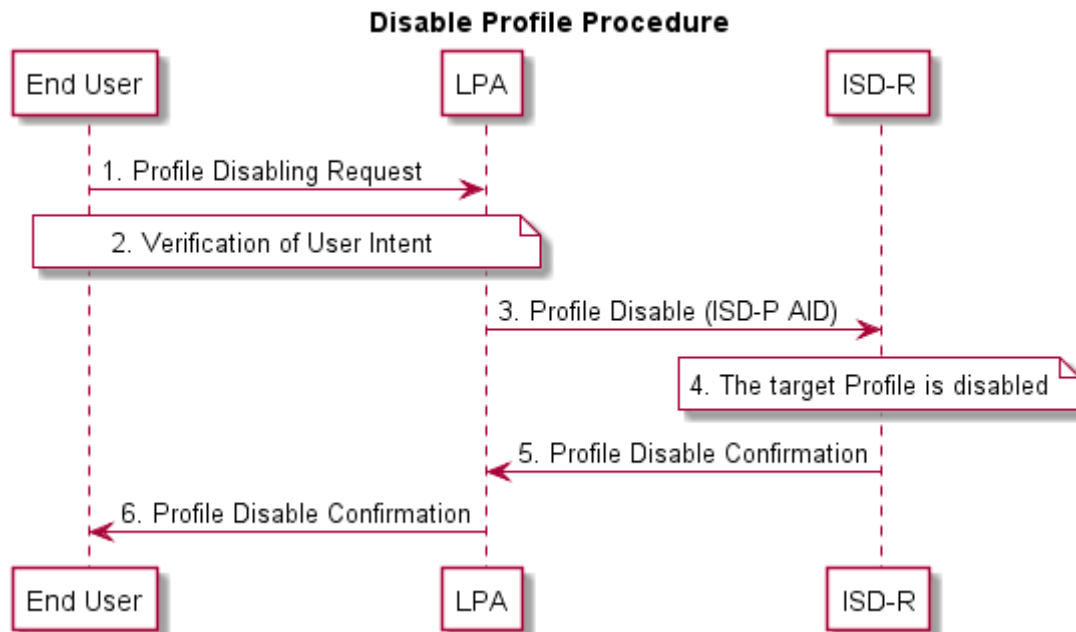 Disable Profile Procedure
End User
LPA
ISD-R
1. Profile Disabling Request
2. Verification of User Intent
3. Profile Disable (ISD-P AID)
4. The target Profile is disabled
5. Profile Disable Confirmation
6. Profile Disable Confirmation
End User
LPA
ISD-R